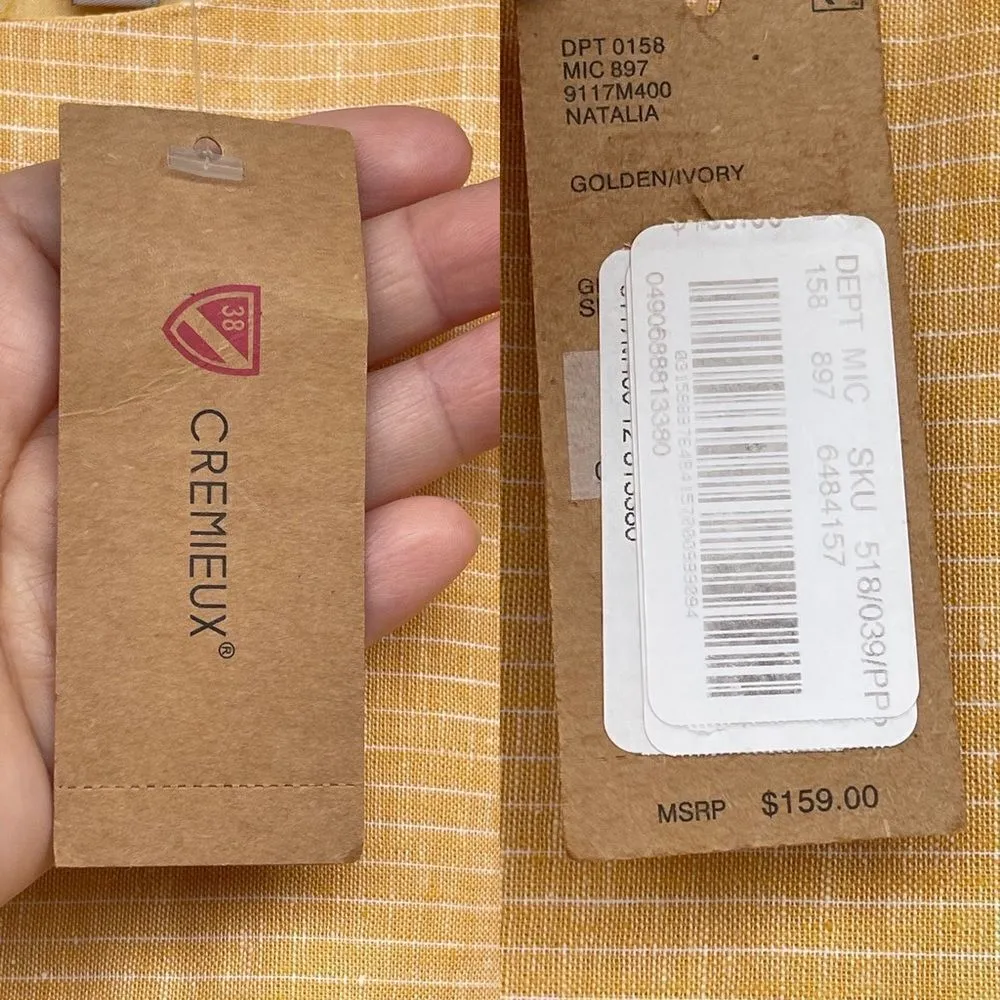 38
CREMIEUX®
DPT 0158
MIC 897
9117M400
NATALIA
GOLDEN/IVORY
DEPT MIC SKU 518/039/PP
158 897 6484157
049068813380
MSRP $159.00